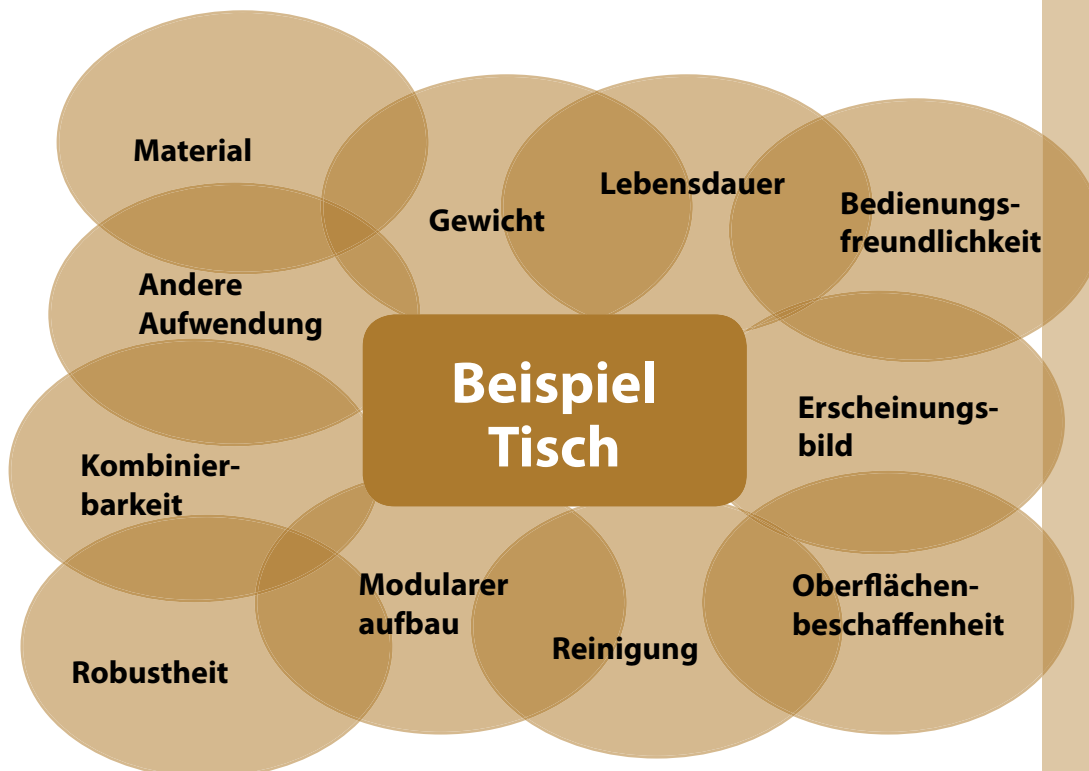 Material
Gewicht
Lebensdauer
Bedienungs-
freundlichkeit
Andere
Aufwendung
Beispiel
Tisch
Erscheinungs-
bild
Kombinier-
barkeit
Modularer
aufbau
Reinigung
Oberflächen-
beschaffenheit
Robustheit